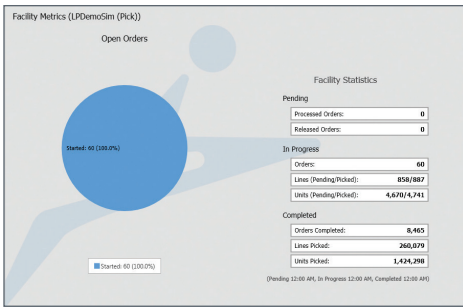 Facility Metrics (LPDemoSim (Pick))
Open Orders
Started: 60 (100.0%)
Started: 60 (100.0%)
Facility Statistics
Pending
Processed Orders: 0
Released Orders: 0
In Progress
Orders: 60
Lines (Pending/Picked): 858/887
Units (Pending/Picked): 4,670/4,741
Completed
Orders Completed: 8,465
Lines Picked: 260,079
Units Picked: 1,424,298
(Pending 12:00 AM, In Progress 12:00 AM, Completed 12:00 AM)